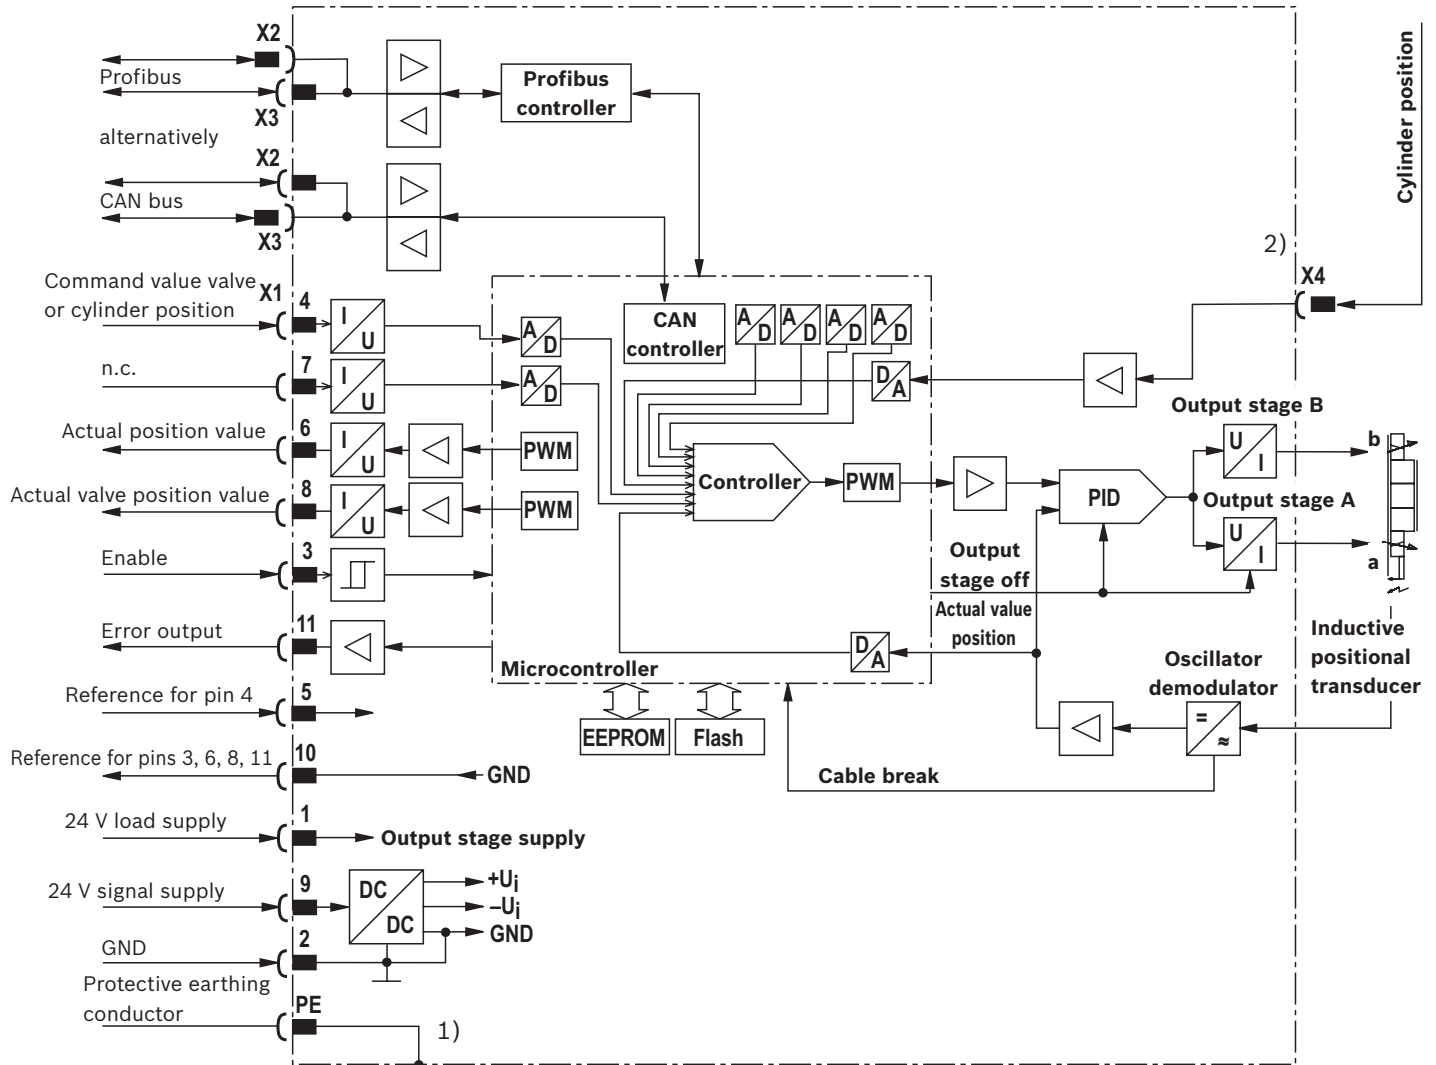 X2
Profibus
X3
Profibus
controller
alternatively
X2
CAN bus
X3
Cylinder position
2)
X4
Command value valve
or cylinder position
X1
4
I
U
A
D
CAN
controller
A
D
A
D
A
D
A
D
n.c.
7
I
U
A
D
D
A
Output stage B
Actual position value
6
I
U
PWM
U
I
b
Controller
PWM
PID
Output stage A
Actual valve position value
8
I
U
PWM
U
I
a
Enable
3
Output
stage off
Actual value
position
Error output
11
D
A
Microcontroller
Inductive
positional
transducer
Oscillator
demodulator
=
≈
Reference for pin 4
5
EEPROM
Flash
Reference for pins 3, 6, 8, 11
10
GND
Cable break
24 V load supply
1
Output stage supply
24 V signal supply
9
DC
DC
+Ui
–Ui
GND
GND
2
Protective earthing
conductor
PE
1)